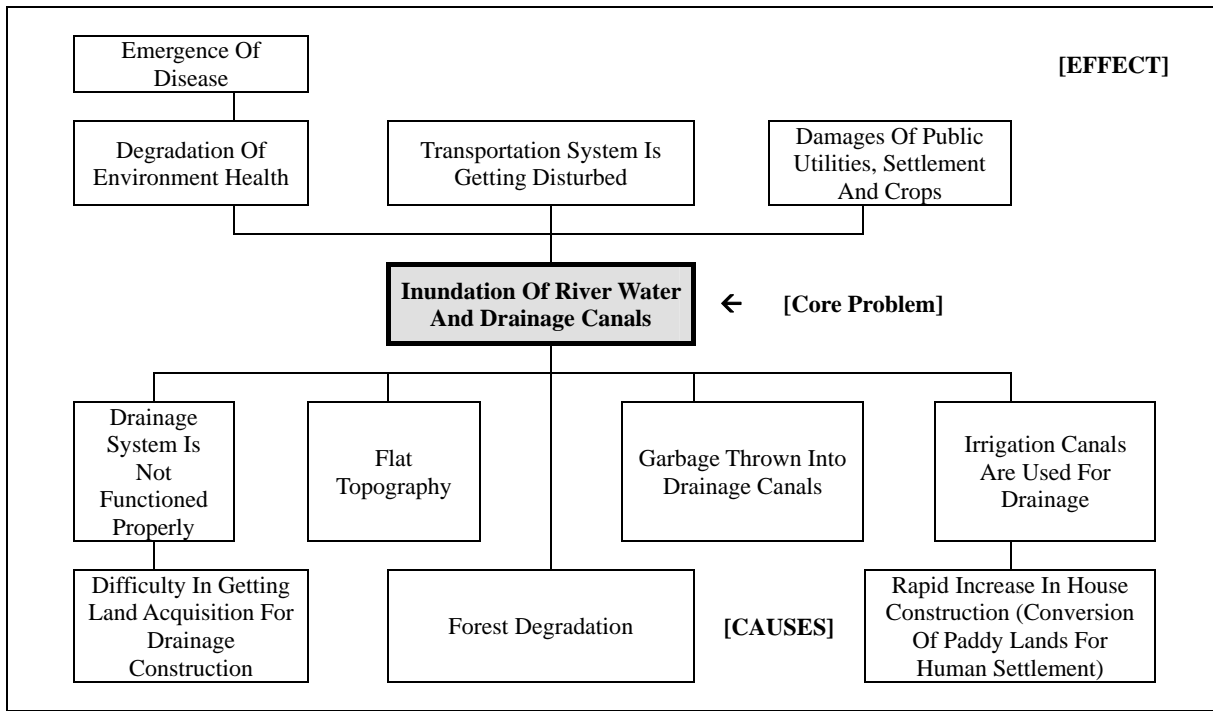 Emergence Of
Disease
[EFFECT]
Degradation Of
Environment Health
Transportation System Is
Getting Disturbed
Damages Of Public
Utilities, Settlement
And Crops
Inundation Of River Water
And Drainage Canals
← [Core Problem]
Drainage
System Is
Not
Functioned
Properly
Flat
Topography
Garbage Thrown Into
Drainage Canals
Irrigation Canals
Are Used For
Drainage
Difficulty In Getting
Land Acquisition For
Drainage
Construction
Forest Degradation
[CAUSES]
Rapid Increase In House
Construction (Conversion
Of Paddy Lands For
Human Settlement)